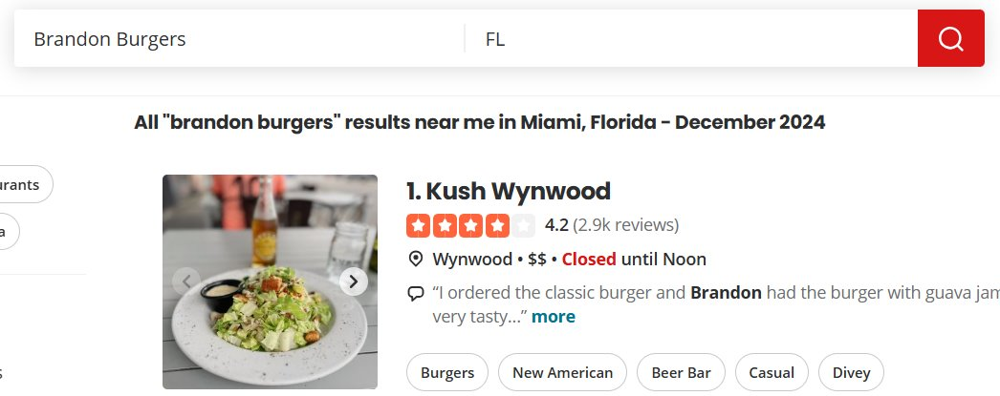 Brandon Burgers
FL
All "brandon burgers" results near me in Miami, Florida - December 2024
urants
a
s
1. Kush Wynwood
4.2 (2.9k reviews)
Wynwood • $$ • Closed until Noon
“I ordered the classic burger and Brandon had the burger with guava jam
very tasty...” more
Burgers New American Beer Bar Casual Divey